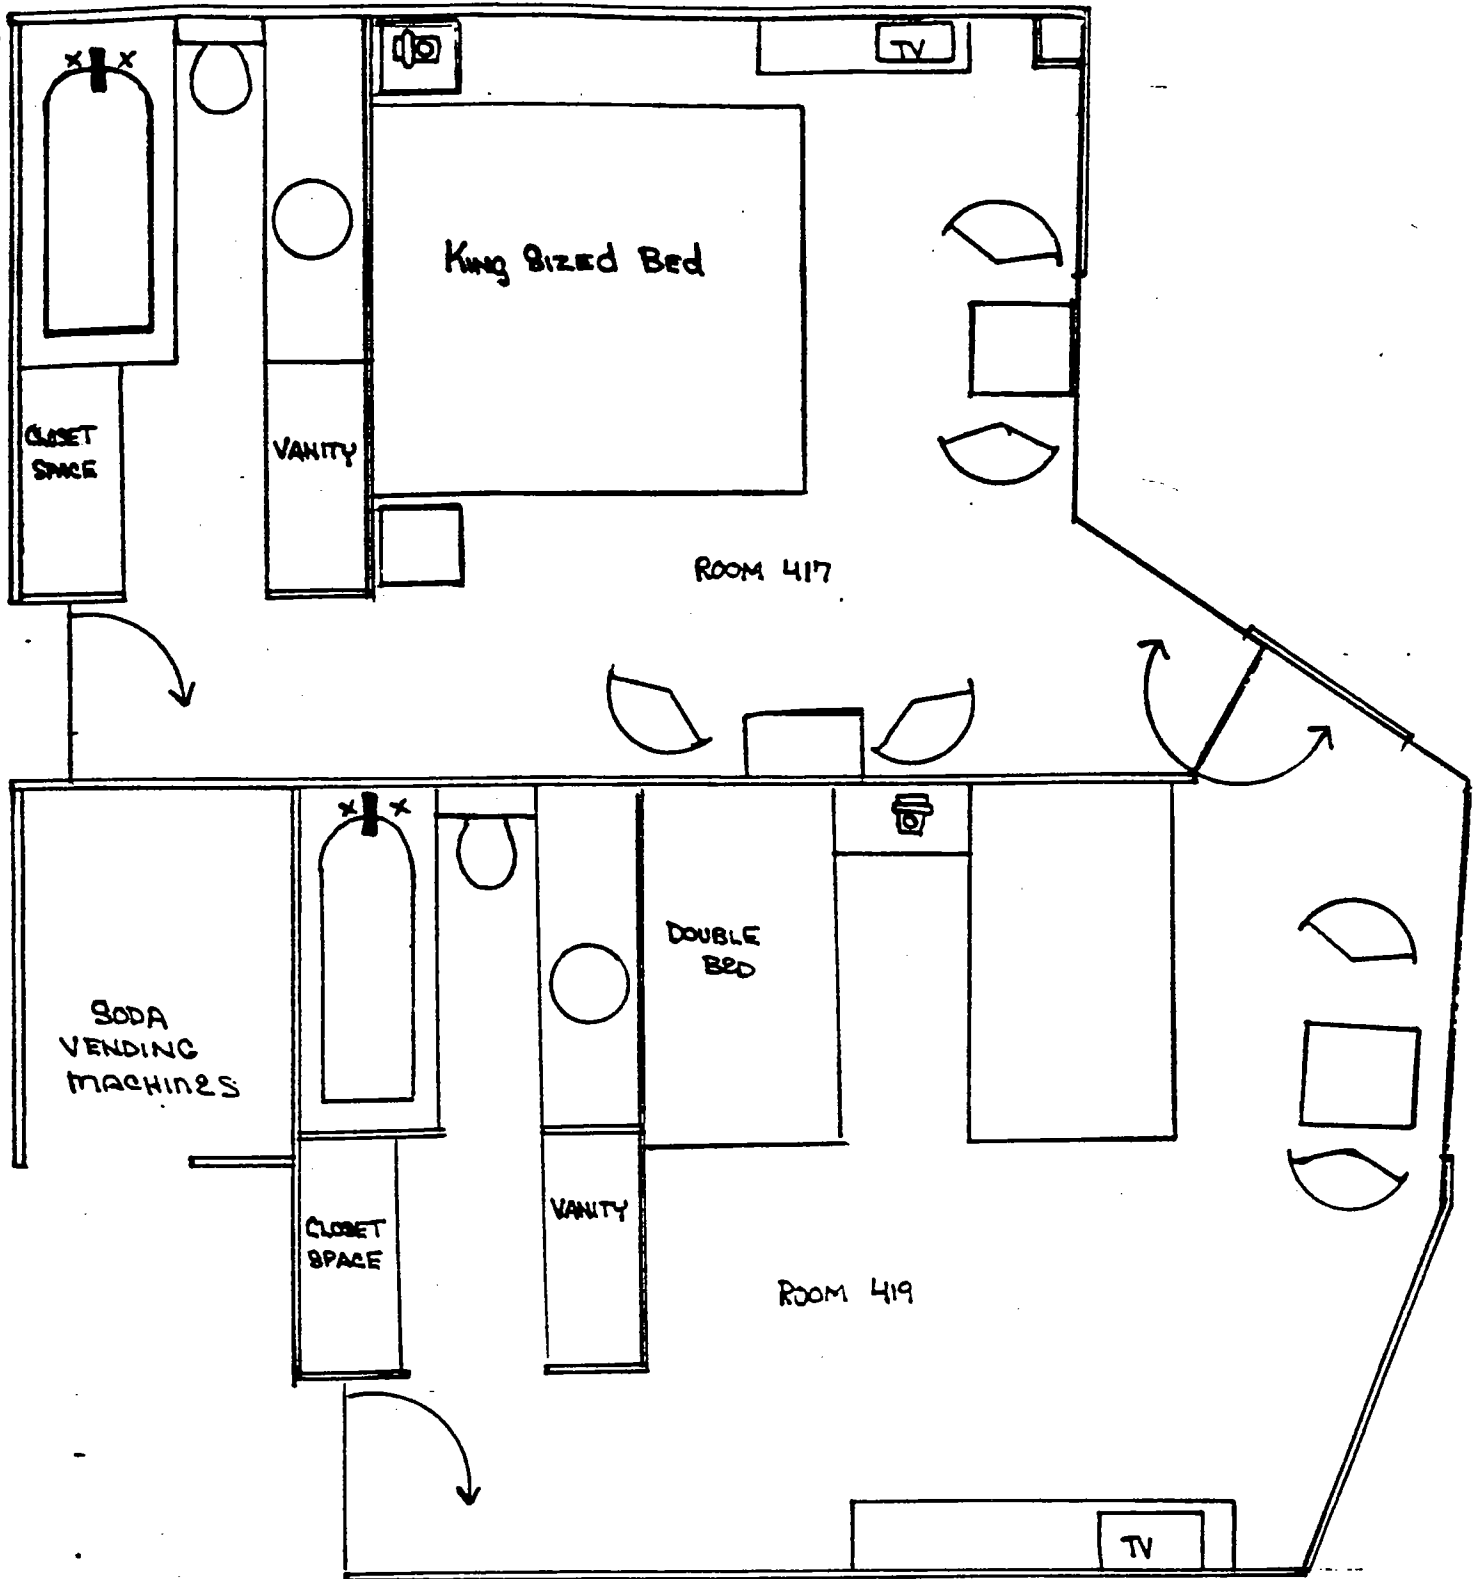 TV
KING SIZED BED
CLOSET
SPACE
VANITY
ROOM 417
DOUBLE
BED
SODA
VENDING
MACHINES
VANITY
CLOSET
SPACE
ROOM 419
TV